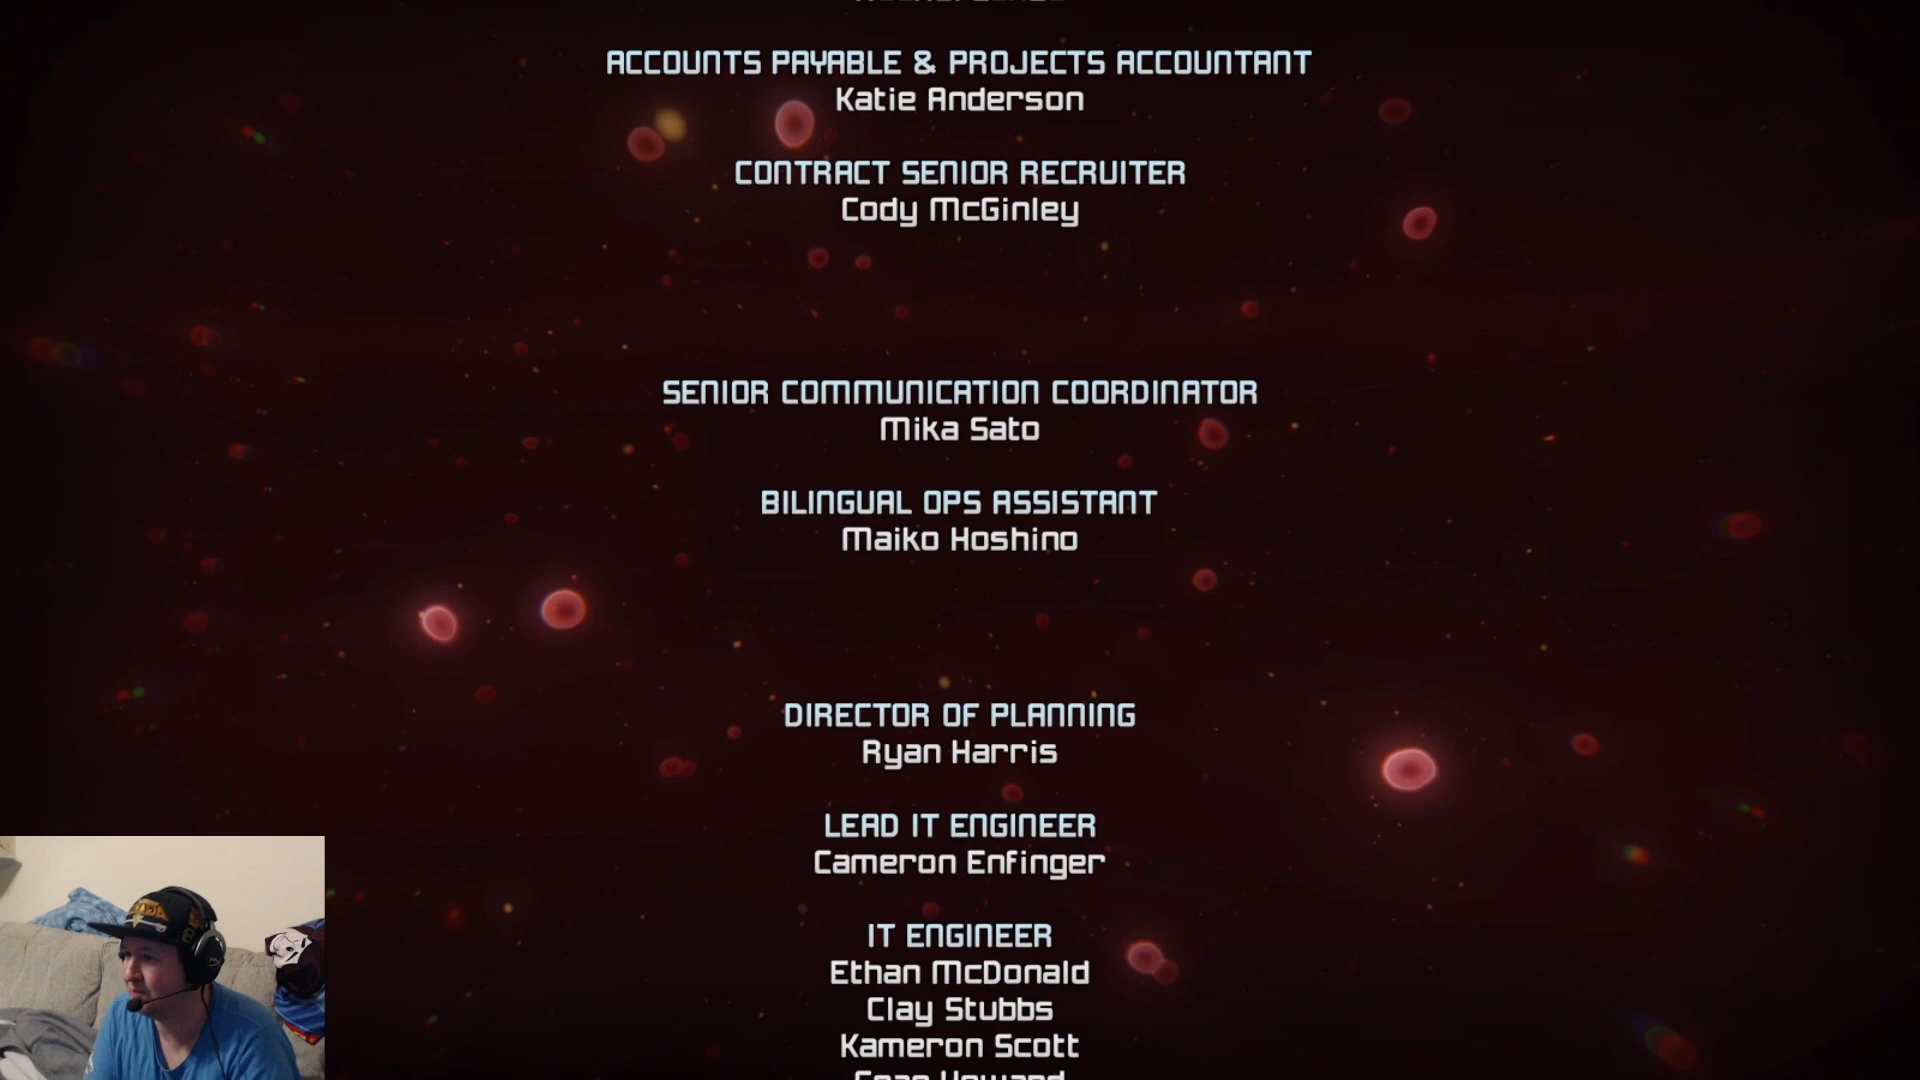 ACCOUNTS PAYABLE & PROJECTS ACCOUNTANT
Katie Anderson
CONTRACT SENIOR RECRUITER
Cody McGinley
SENIOR COMMUNICATION COORDINATOR
Mika Sato
BILINGUAL OPS ASSISTANT
Maiko Hoshino
DIRECTOR OF PLANNING
Ryan Harris
LEAD IT ENGINEER
Cameron Enfinger
IT ENGINEER
Ethan McDonald
Clay Stubbs
Kameron Scott